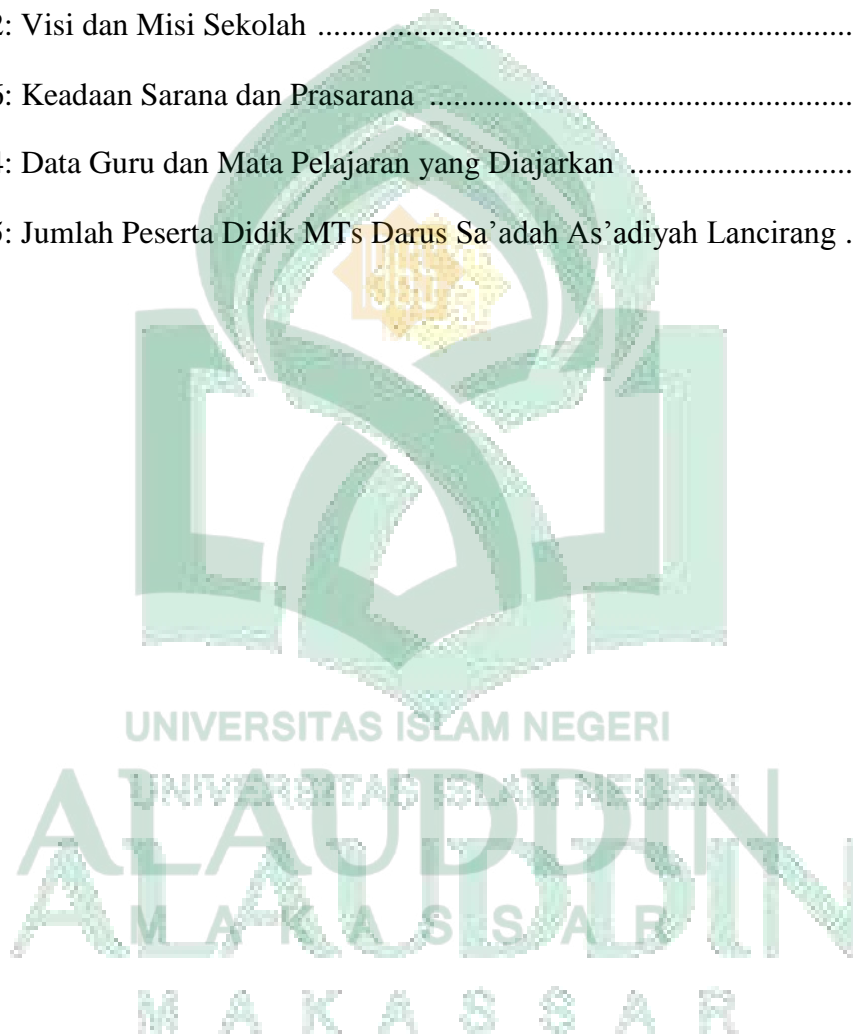 2: Visi dan Misi Sekolah ....................................................................
: Keadaan Sarana dan Prasarana ......................................................
4: Data Guru dan Mata Pelajaran yang Diajarkan ............................
5: Jumlah Peserta Didik MTs Darus Sa’adah As’adiyah Lancirang .
UNIVERSITAS ISLAM NEGERI
UNIVERSITAS ISLAM NEGERI
ALAUDDIN
ALAUDDIN
M A K A S S A R
M A K A S S A R